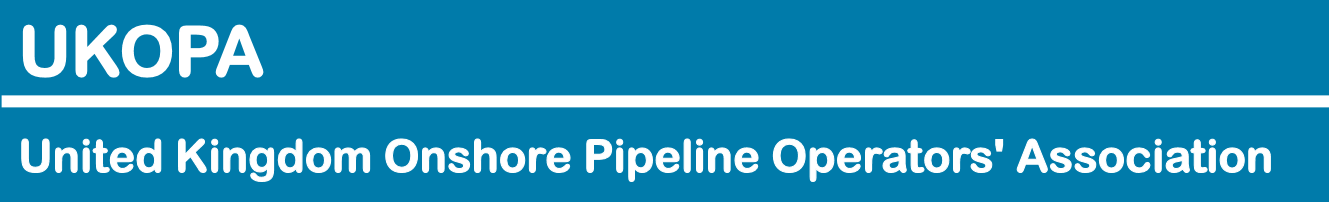 UKOPA
United Kingdom Onshore Pipeline Operators' Association